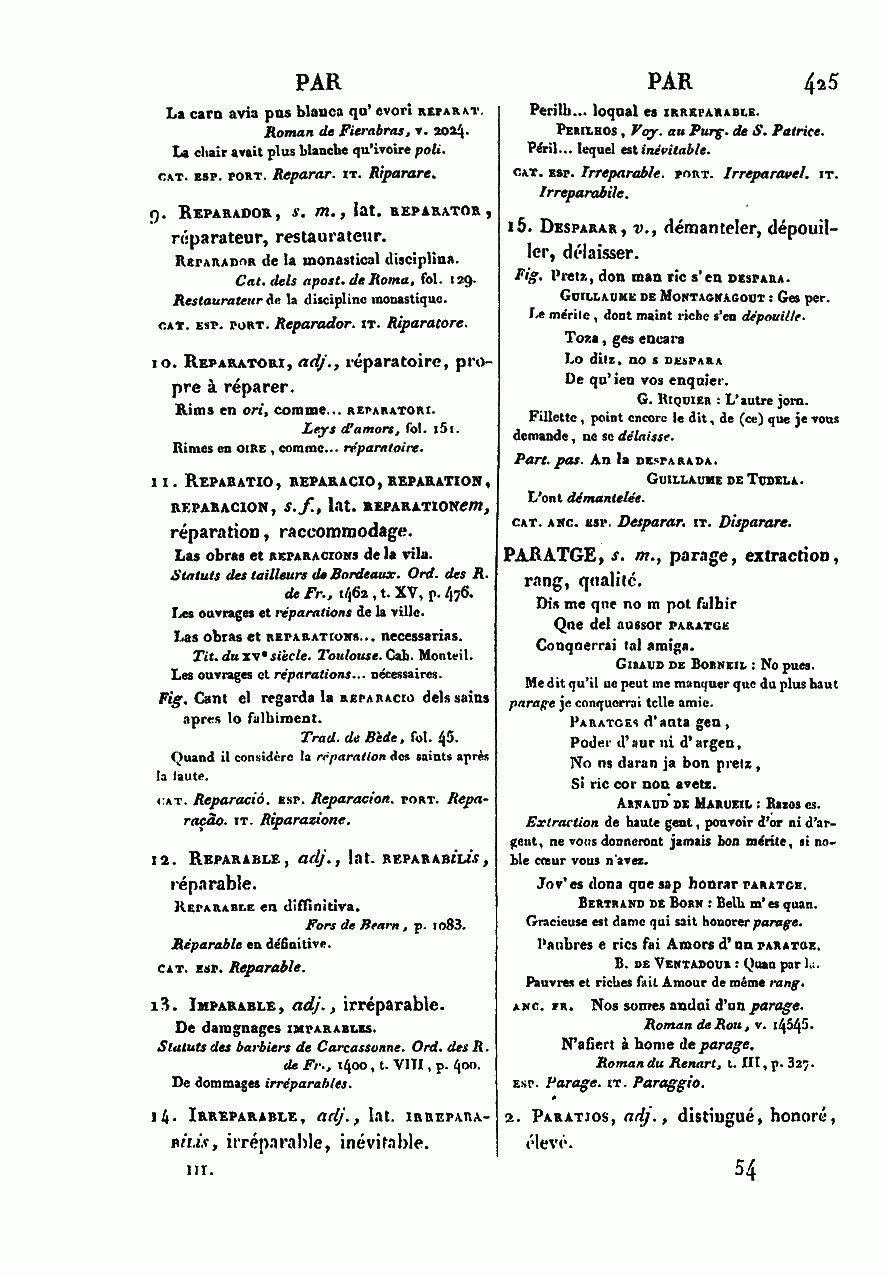 PAR
PAR 425
La carn avia pus blanca qu' evori REPARAT.
Roman de Fierabras, v. 2024.
La chair avait plus blanche qu'ivoire poli.
CAT. ESP. PORT. Reparar. IT. Riparare.
9. REPARADOR, s. m., lat. REPARATOR,
réparateur, restaurateur.
REPARADOR de la monastical disciplina.
Cat. dels apost. de Roma, fol. 129.
Restaurateur de la discipline monastique.
CAT. ESP. PORT. Reparador. IT. Riparatore.
10. REPARATORI, adj., réparatoire, pro-
pre à réparer.
Rims en ori, comme... REPARATORI.
Leys d'amors, fol. 151.
Rimes en OIRE, comme... réparatoire.
11. REPARATIO, REPARACIO, REPARATION,
REPARACION, s. f., lat. REPARATIONem,
réparation, raccommodage.
Las obras et REPARACIONS de la vila.
Statuts des tailleurs de Bordeaux. Ord. des R.
de Fr., 1462, t. XV, p. 476.
Les ouvrages et réparations de la ville.
Las obras et REPARATIONS... necessarias.
Tit. du XVe siècle. Toulouse. Cab. Monteil.
Les ouvrages et réparations... nécessaires.
Fig. Cant el regarda la REPARACIO dels sains
apres lo falhiment.
Trad. de Bède, fol. 45.
Quand il considère la réparation des saints après
la faute.
CAT. Reparació. ESP. Reparacion. PORT. Repa-
ração. IT. Riparazione.
12. REPARABLE, adj., lat. REPARABILIS,
réparable.
REPARABLE en diffinitiva.
Fors de Bearn, p. 1083.
Réparable en définitive.
CAT. ESP. Reparable.
13. IMPARABLE, adj., irréparable.
De damgnages IMPARABLES.
Statuts des barbiers de Carcassonne. Ord. des R.
de Fr., 1400, t. VIII, p. 400.
De dommages irréparables.
14. IRREPARABLE, adj., lat. IRREPARA-
BILIS, irréparable, inévitable.
III.
Perilh... loqual es IRREPARABLE.
PERILHOS, Voy. au Purg. de S. Patrice.
Péril... lequel est inévitable.
CAT. ESP. Irreparable. PORT. Irreparavel. IT.
Irreparabile.
15. DESPARAR, v., démanteler, dépouil-
ler, délaisser.
Fig. Pretz, don man ric s'en DESPARA.
GUILLAUME DE MONTAGNAGOUT : Ges per.
Le mérite, dont maint riche s'en dépouille.
Toza, ges encara
Lo ditz, no s DESPARA
De qu'ieu vos enquier.
G. RIQUIER : L'autre jorn.
Fillette, point encore le dit, de (ce) que je vous
demande, ne se délaisse.
Part. pas. An la DESPARADA.
GUILLAUME DE TUDELA.
L'ont démantelée.
CAT. ANC. ESP. Desparar. IT. Disparare.
PARATGE, s. m., parage, extraction,
rang, qualité.
Dis me que no m pot falhir
Que del aussor PARATGE
Conquerrai tal amiga.
GIRAUD DE BORNEIL : No pues.
Me dit qu'il ne peut me manquer que du plus haut
parage je conquerrai telle amie.
PARATGES d'auta gen,
Poder d'aur ni d'argen,
No us daran ja bon pretz,
Si ric cor non avetz.
ARNAUD DE MARUEIL : Razos es.
Extraction de haute gent, pouvoir d'or ni d'ar-
gent, ne vous donneront jamais bon mérite, si no-
ble cœur vous n'avez.
Jov'es dona que sap honrar PARATGE.
BERTRAND DE BORN : Belh m'es quan.
Gracieuse est dame qui sait honorer parage.
Paubres e rics fai Amors d'un PARATGE.
B. DE VENTADOUR : Quan par la.
Pauvres et riches fait Amour de même rang.
ANC. FR. Nos somes andui d'un parage.
Roman de Rou, v. 14545.
N'afiert à home de parage.
Roman du Renart, t. III, p. 327.
ESP. Parage. IT. Paraggio.
2. PARATJOS, adj., distingué, honoré,
élevé.
54